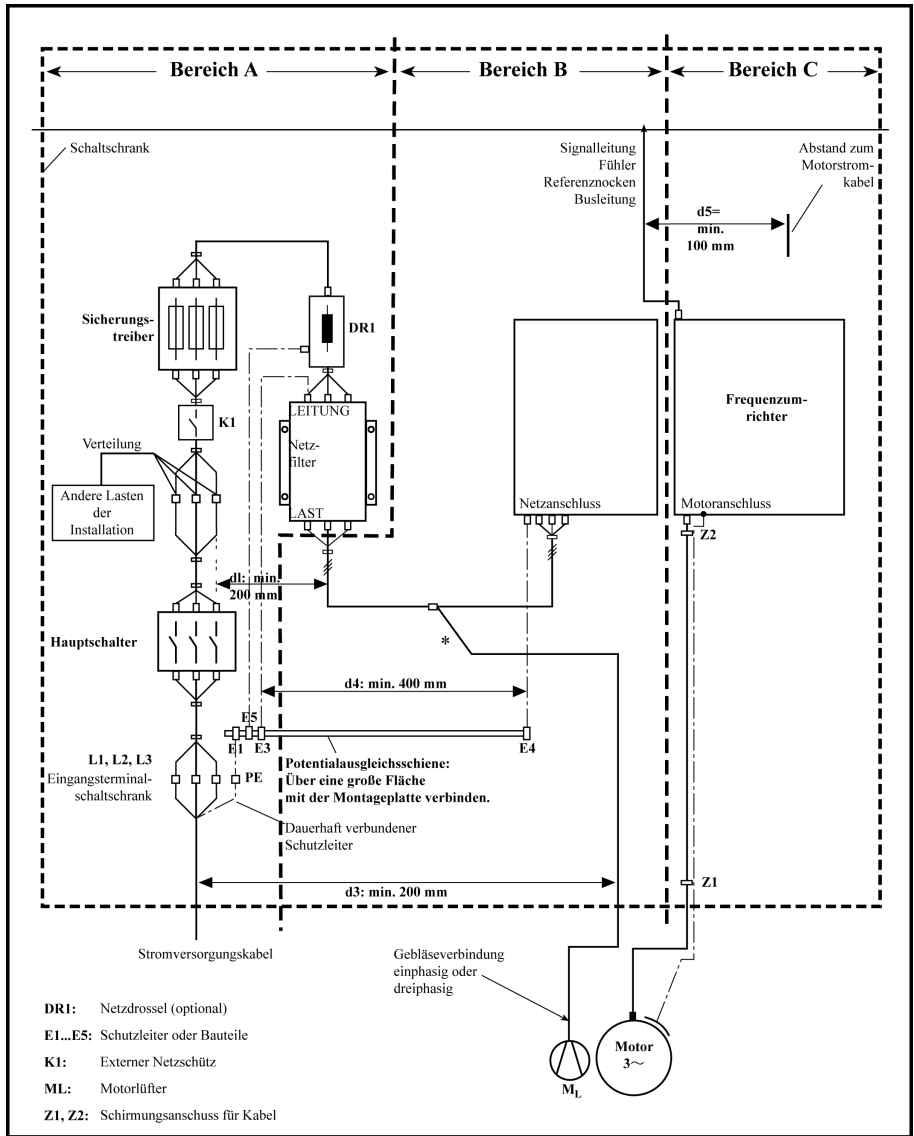 Bereich A
Bereich B
Bereich C
Schaltschrank
Signalleitung
Fühler
Referenznocken
Busleitung
Abstand zum
Motorstrom-
kabel
d5=
min.
100 mm
Sicherungs-
treiber
DR1
K1
LEITUNG
Netz-
filter
LAST
Frequenzum-
richter
Netzanschluss
Motoranschluss
Verteilung
Andere Lasten
der
Installation
Z2
dl: min.
200 mm
Hauptschalter
*
d4: min. 400 mm
E5
E1
E3
E4
L1, L2, L3
Eingangsterminal-
schaltschrank
PE
Potentialausgleichsschiene:
Über eine große Fläche
mit der Montageplatte verbinden.
Dauerhaft verbundener
Schutzleiter
d3: min. 200 mm
Z1
Stromversorgungskabel
Gebläseverbindung
einphasig oder
dreiphasig
DR1: Netzdrossel (optional)
E1...E5: Schutzleiter oder Bauteile
K1: Externer Netzschütz
ML: Motorlüfter
Z1, Z2: Schirmungsanschuss für Kabel
ML
Motor
3~